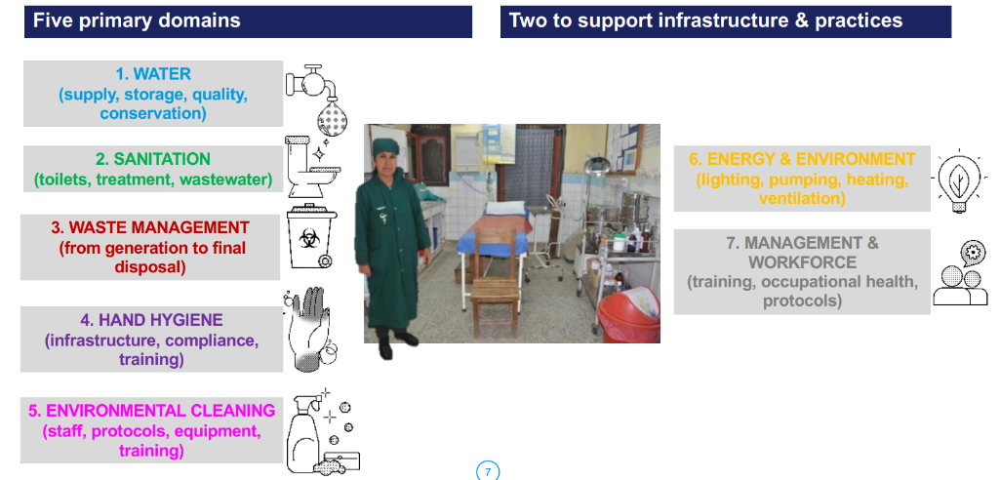 Five primary domains
Two to support infrastructure & practices
1. WATER
(supply, storage, quality,
conservation)
2. SANITATION
(toilets, treatment, wastewater)
3. WASTE MANAGEMENT
(from generation to final
disposal)
4. HAND HYGIENE
(infrastructure, compliance,
training)
5. ENVIRONMENTAL CLEANING
(staff, protocols, equipment,
training)
6. ENERGY & ENVIRONMENT
(lighting, pumping, heating,
ventilation)
7. MANAGEMENT &
WORKFORCE
(training, occupational health,
protocols)
7